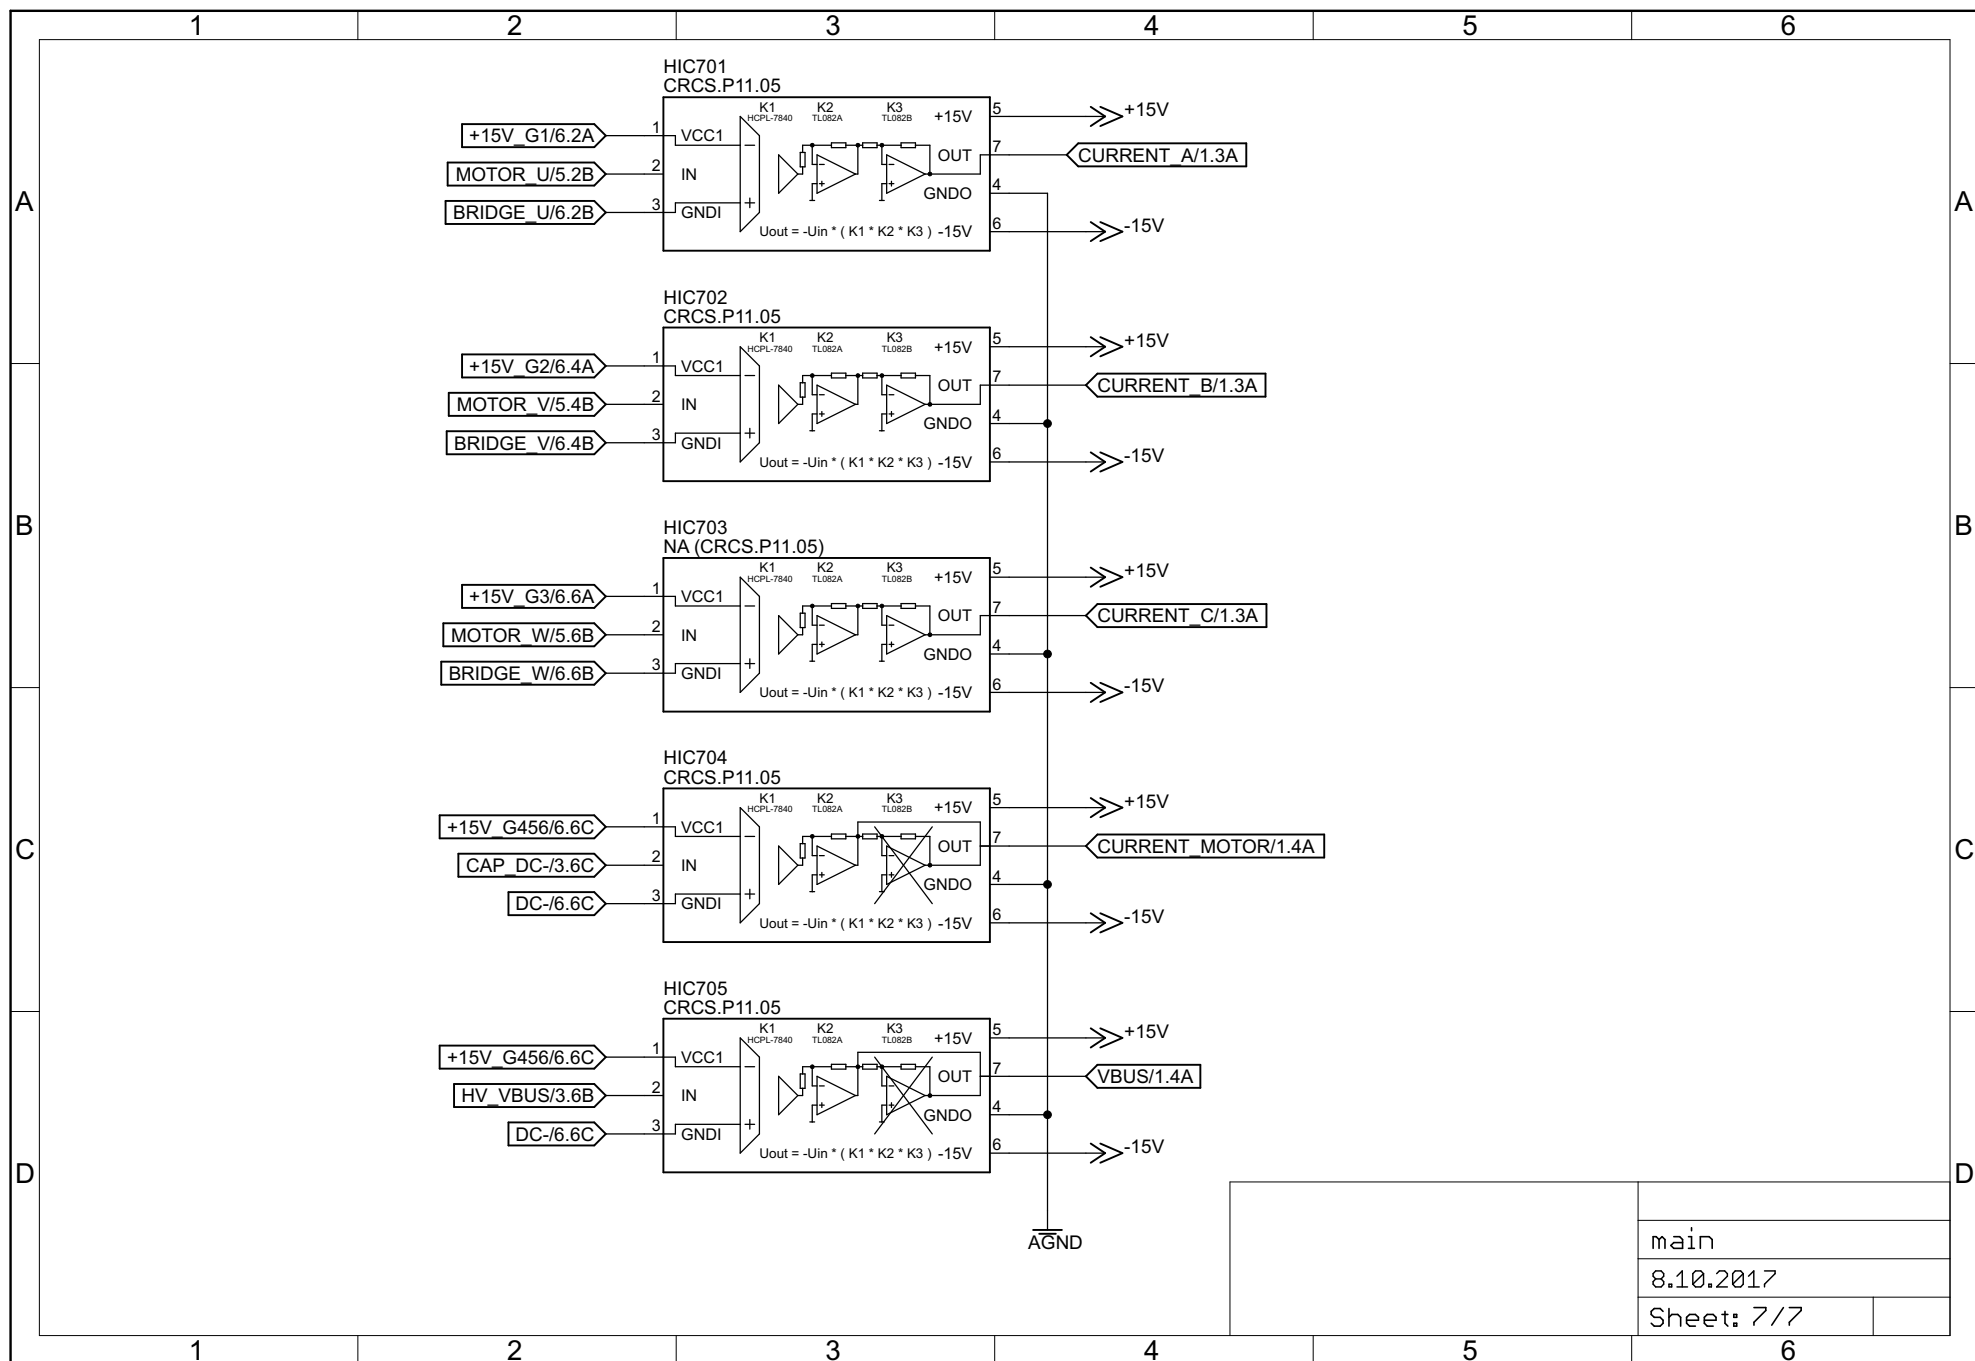 1 2 3 4 5 6
HIC701
CRCS.P11.05
K1 K2 K3
HCPL-7840 TL082A TL082B
+15V 5 +15V
+15V_G1/6.2A 1 VCC1 −
OUT 7 CURRENT_A/1.3A
MOTOR_U/5.2B 2 IN
- + - +
GNDO 4
A A
BRIDGE_U/6.2B 3 GNDI +
Uout = -Uin * ( K1 * K2 * K3 ) -15V 6 -15V
HIC702
CRCS.P11.05
K1 K2 K3
HCPL-7840 TL082A TL082B
+15V 5 +15V
+15V_G2/6.4A 1 VCC1 −
OUT 7 CURRENT_B/1.3A
MOTOR_V/5.4B 2 IN
- + - +
GNDO 4
BRIDGE_V/6.4B 3 GNDI +
Uout = -Uin * ( K1 * K2 * K3 ) -15V 6 -15V
B B
HIC703
NA (CRCS.P11.05)
K1 K2 K3
HCPL-7840 TL082A TL082B
+15V 5 +15V
+15V_G3/6.6A 1 VCC1 −
OUT 7 CURRENT_C/1.3A
MOTOR_W/5.6B 2 IN
- + - +
GNDO 4
BRIDGE_W/6.6B 3 GNDI +
Uout = -Uin * ( K1 * K2 * K3 ) -15V 6 -15V
HIC704
CRCS.P11.05
K1 K2 K3
HCPL-7840 TL082A TL082B
+15V 5 +15V
+15V_G456/6.6C 1 VCC1 −
OUT 7 CURRENT_MOTOR/1.4A
C C
CAP_DC-/3.6C 2 IN
- + - +
GNDO 4
DC-/6.6C 3 GNDI +
Uout = -Uin * ( K1 * K2 * K3 ) -15V 6 -15V
HIC705
CRCS.P11.05
K1 K2 K3
HCPL-7840 TL082A TL082B
+15V 5 +15V
+15V_G456/6.6C 1 VCC1 −
OUT 7 VBUS/1.4A
HV_VBUS/3.6B 2 IN
- + - +
GNDO 4
DC-/6.6C 3 GNDI +
Uout = -Uin * ( K1 * K2 * K3 ) -15V 6 -15V
D D
AGND
main
8.10.2017
Sheet: 7/7
1 2 3 4 5 6